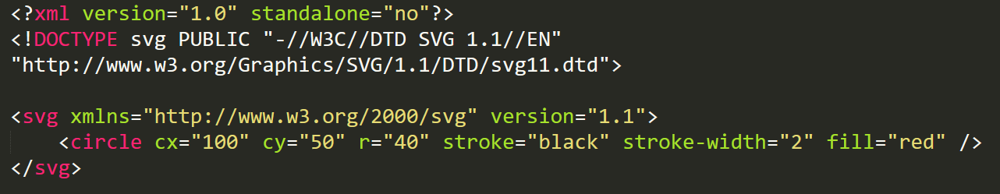 <?xml version="1.0" standalone="no"?>
<!DOCTYPE svg PUBLIC "-//W3C//DTD SVG 1.1//EN"
"http://www.w3.org/Graphics/SVG/1.1/DTD/svg11.dtd">
<svg xmlns="http://www.w3.org/2000/svg" version="1.1">
    <circle cx="100" cy="50" r="40" stroke="black" stroke-width="2" fill="red" />
</svg>